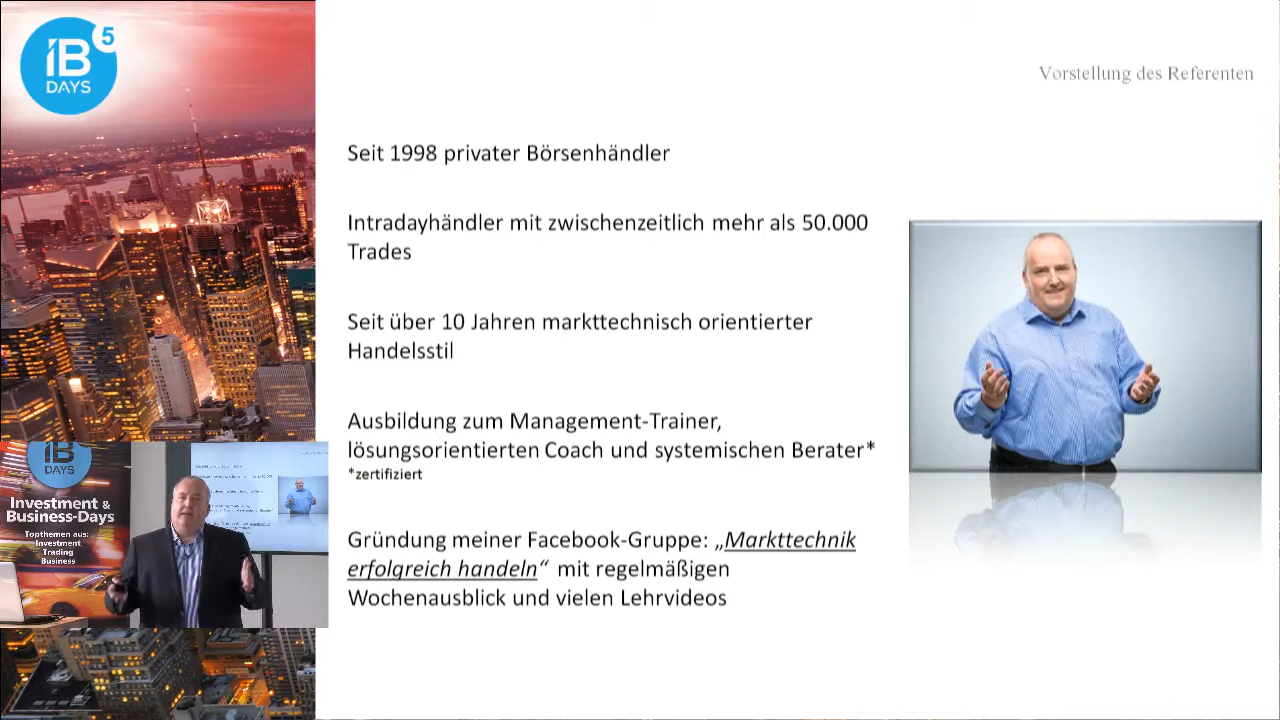 5
iB
DAYS
Vorstellung des Referenten
Seit 1998 privater Börsenhändler
Intradayhändler mit zwischenzeitlich mehr als 50.000
Trades
Seit über 10 Jahren markttechnisch orientierter
Handelsstil
Ausbildung zum Management-Trainer,
lösungsorientierten Coach und systemischen Berater*
*zertifiziert
Gründung meiner Facebook-Gruppe: „Markttechnik
erfolgreich handeln“ mit regelmäßigen
Wochenausblick und vielen Lehrvideos
iB
DAYS
Investment &
Business-Days
Topthemen aus:
Investment
Trading
Business